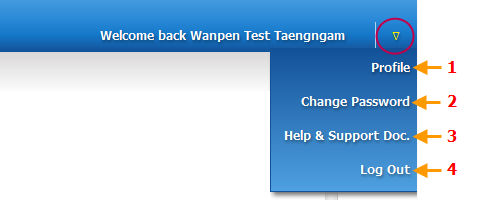 Welcome back Wanpen Test Taengngam ∇
Profile 1
Change Password 2
Help & Support Doc. 3
Log Out 4